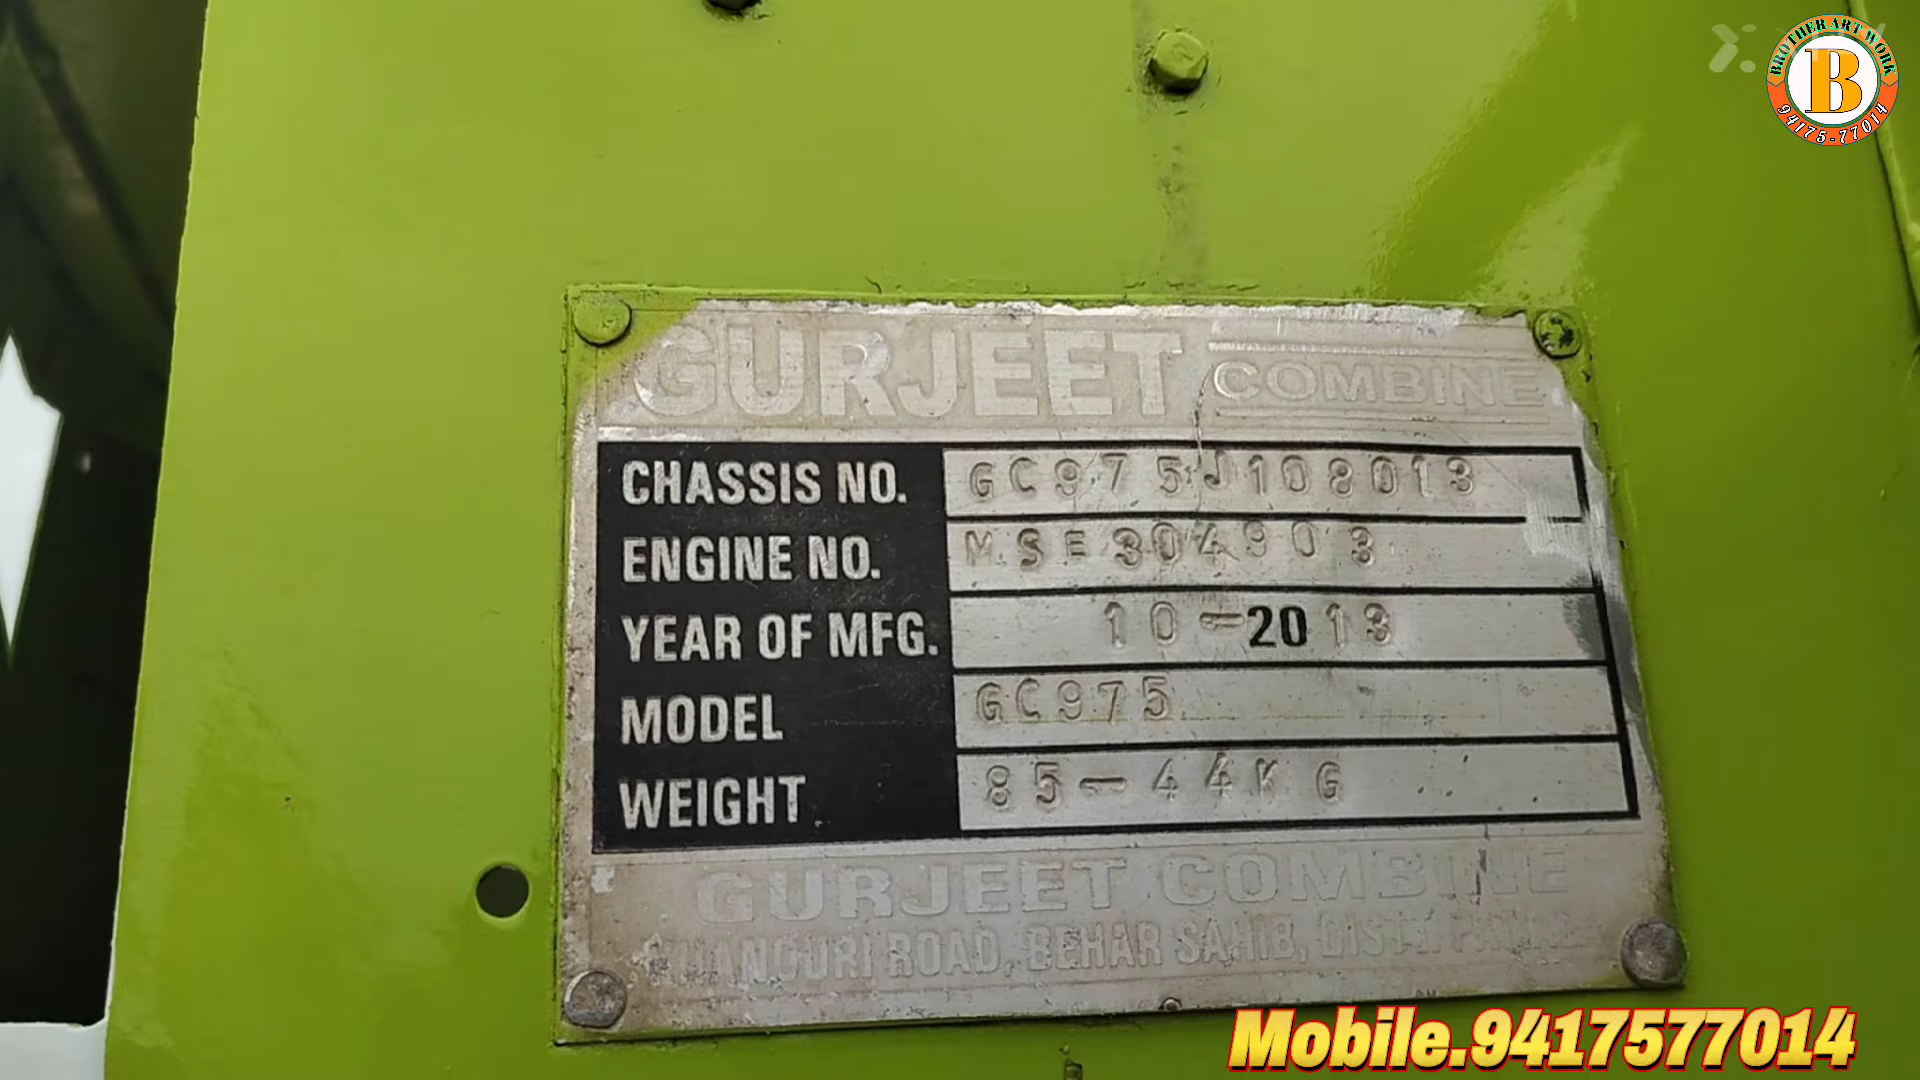 BROTHER ART WORK
B
94175-77014
GURJEET COMBINE
CHASSIS NO. GC975J108013
ENGINE NO. MSE304903
YEAR OF MFG. 10-2013
MODEL GC975
WEIGHT 85-44KG
GURJEET COMBINE
ROAD, BEHAR SAHIB, DISTT.
Mobile.9417577014